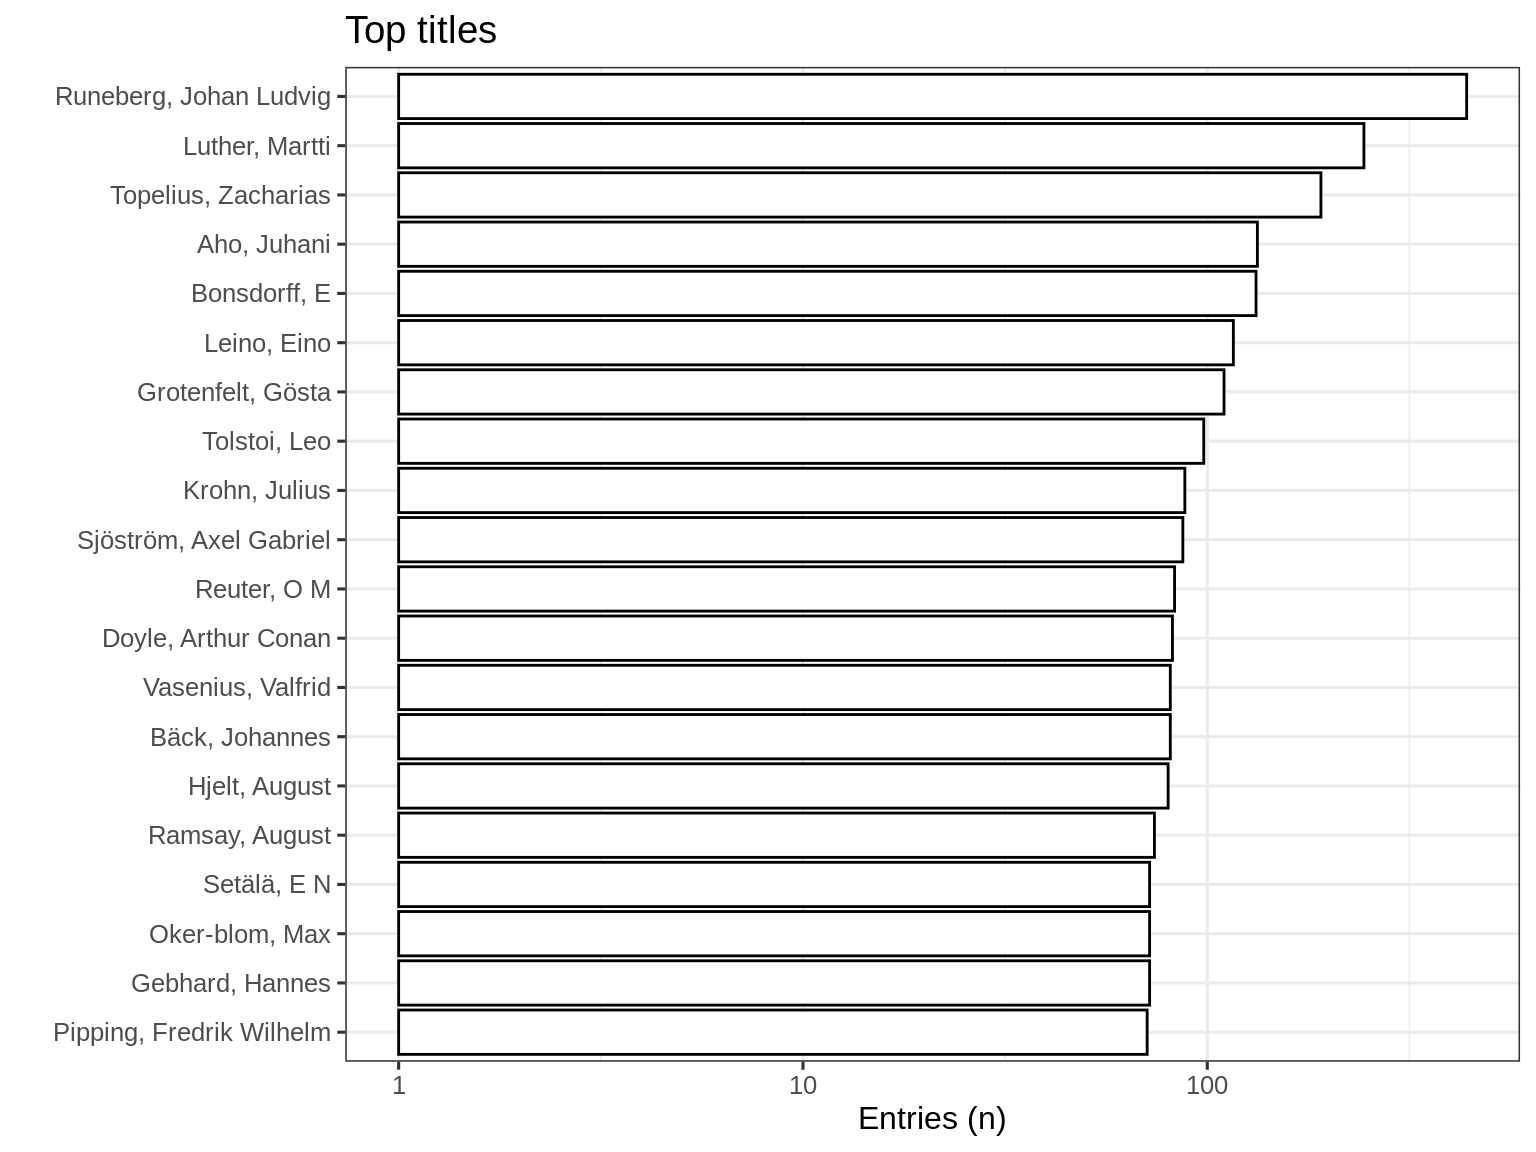 Top titles
Runeberg, Johan Ludvig
Luther, Martti
Topelius, Zacharias
Aho, Juhani
Bonsdorff, E
Leino, Eino
Grotenfelt, Gösta
Tolstoi, Leo
Krohn, Julius
Sjöström, Axel Gabriel
Reuter, O M
Doyle, Arthur Conan
Vasenius, Valfrid
Bäck, Johannes
Hjelt, August
Ramsay, August
Setälä, E N
Oker-blom, Max
Gebhard, Hannes
Pipping, Fredrik Wilhelm
1 10 100
Entries (n)